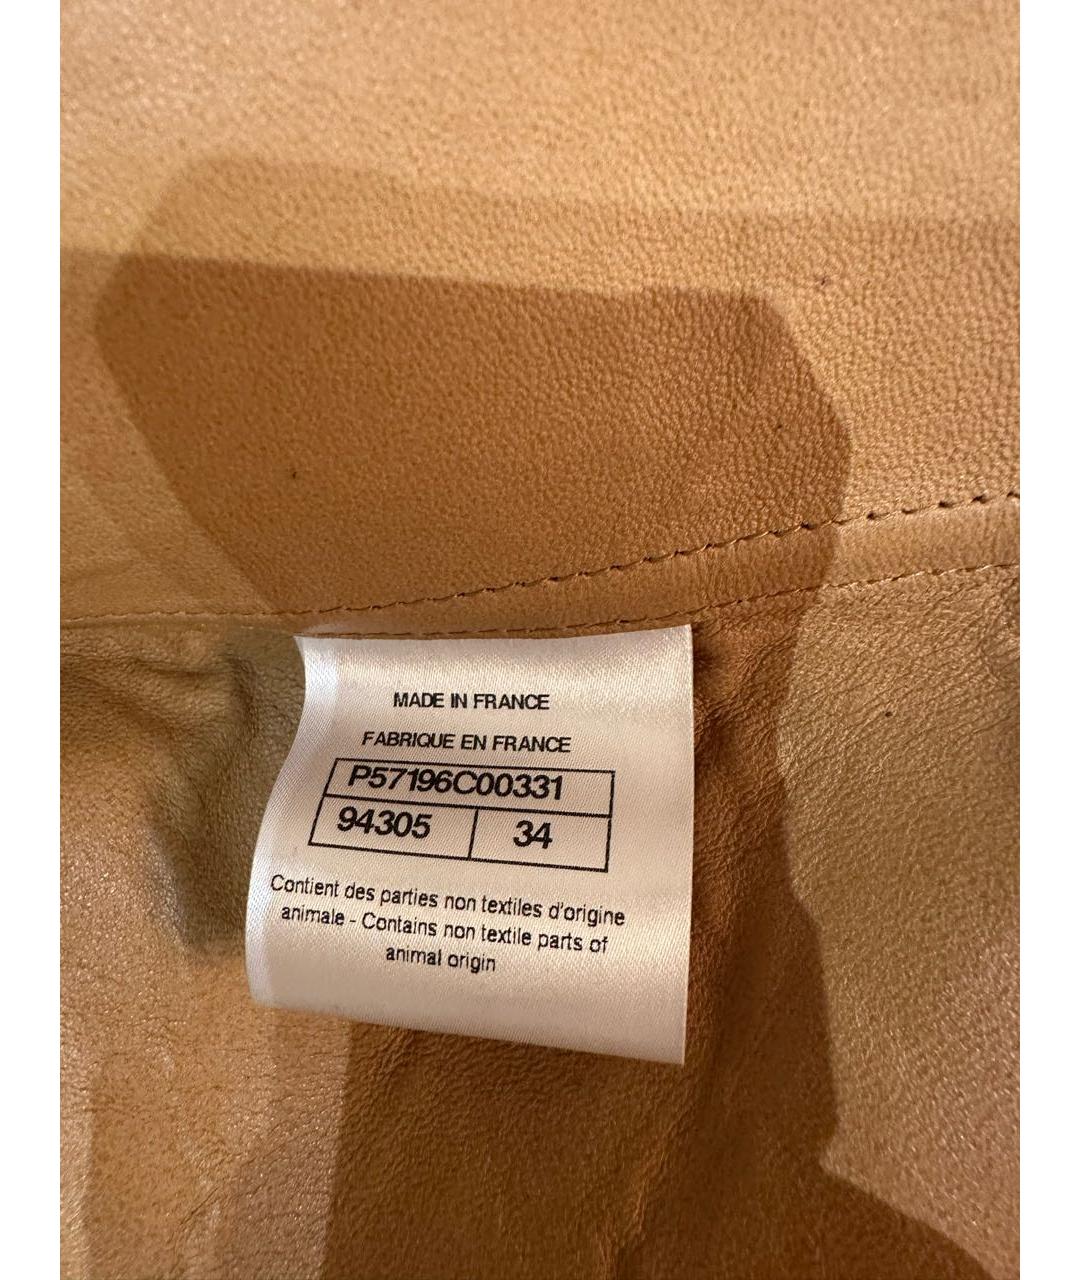 MADE IN FRANCE
FABRIQUE EN FRANCE
P57196C00331
94305 34
Contient des parties non textiles d'origine
animale - Contains non textile parts of
animal origin